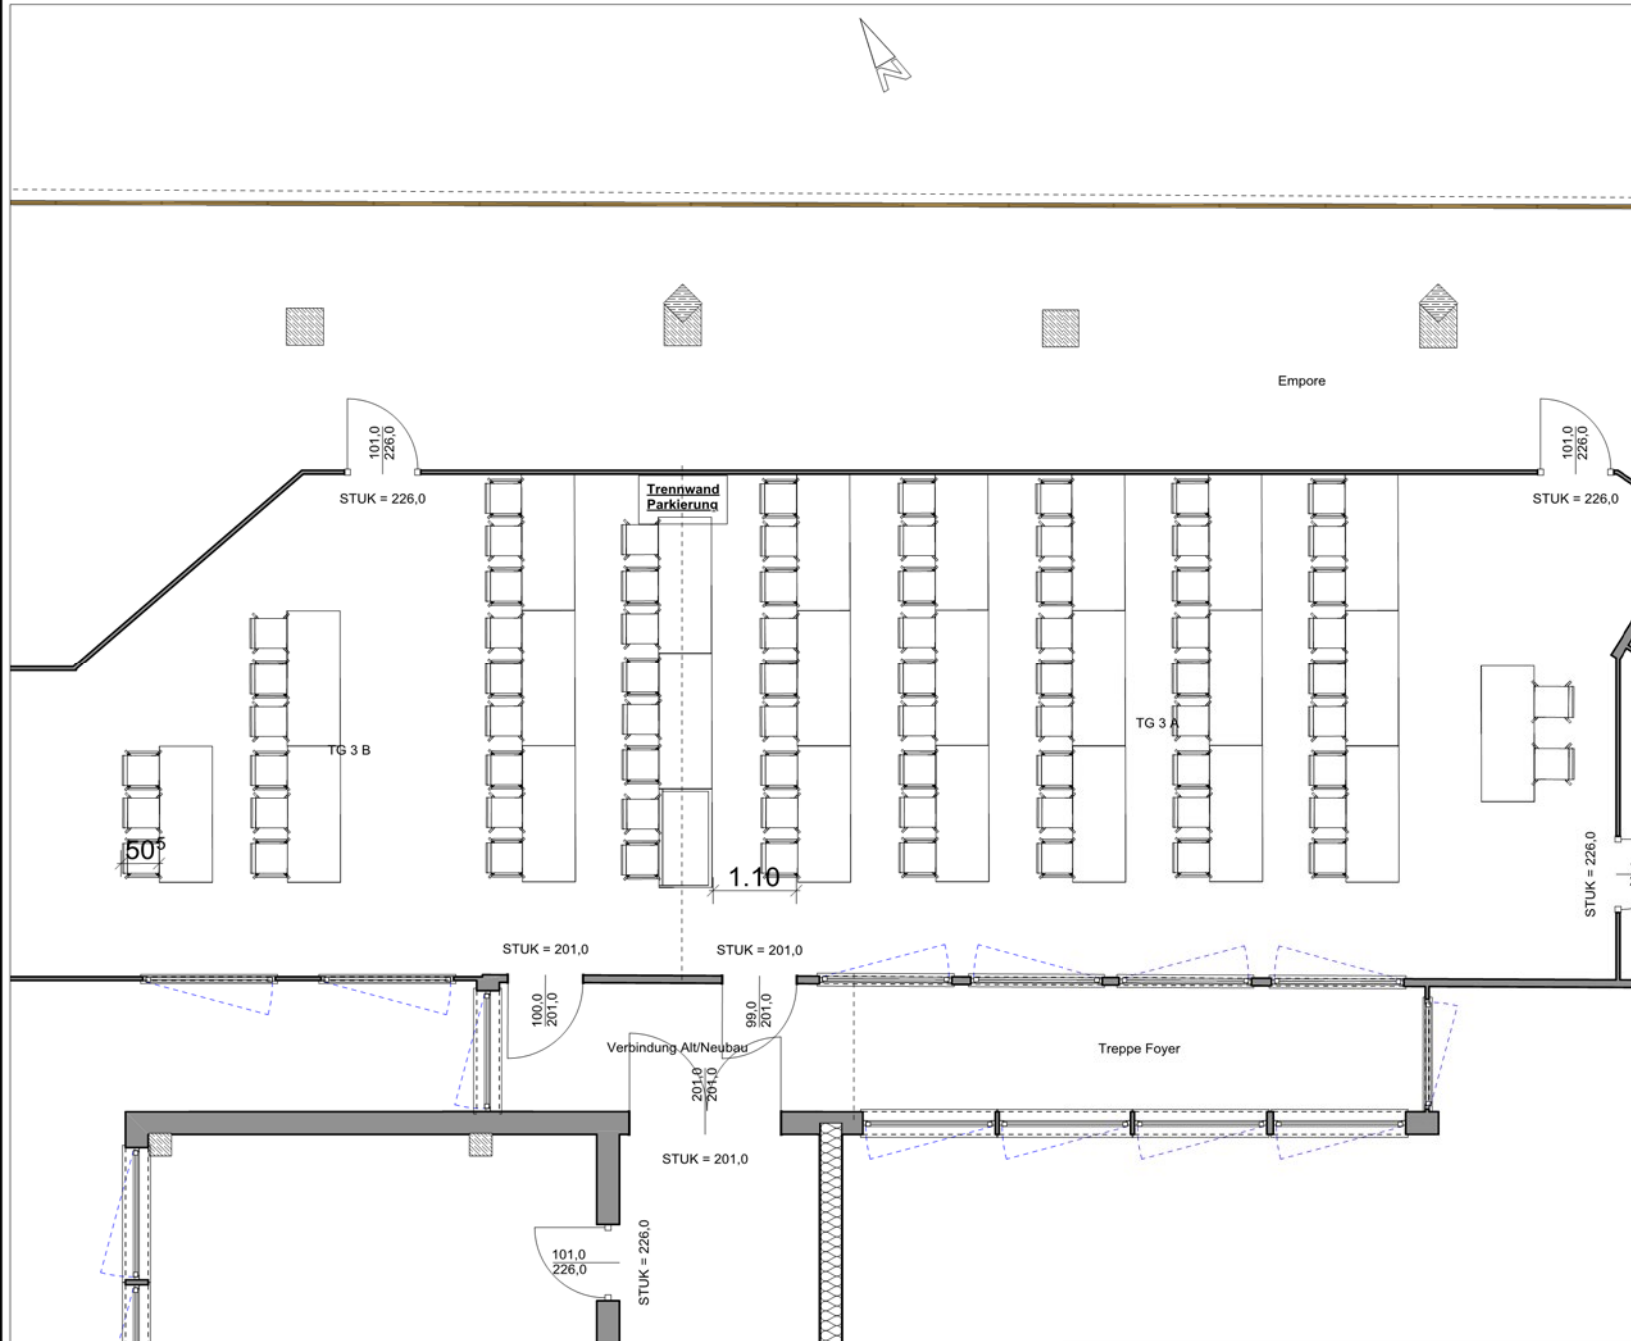 N
Empore
101,0
226,0
101,0
226,0
STUK = 226,0
Trennwand
Parkierung
STUK = 226,0
TG 3 A
TG 3 B
50⁵
1.10
STUK = 226,0
STUK = 201,0
STUK = 201,0
100,0
201,0
99,0
201,0
Verbindung Alt/Neubau
Treppe Foyer
201,0
201,0
STUK = 201,0
101,0
226,0
STUK = 226,0